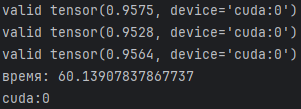 valid tensor(0.9575, device='cuda:0')
valid tensor(0.9528, device='cuda:0')
valid tensor(0.9564, device='cuda:0')
время: 60.13907837867737
cuda:0